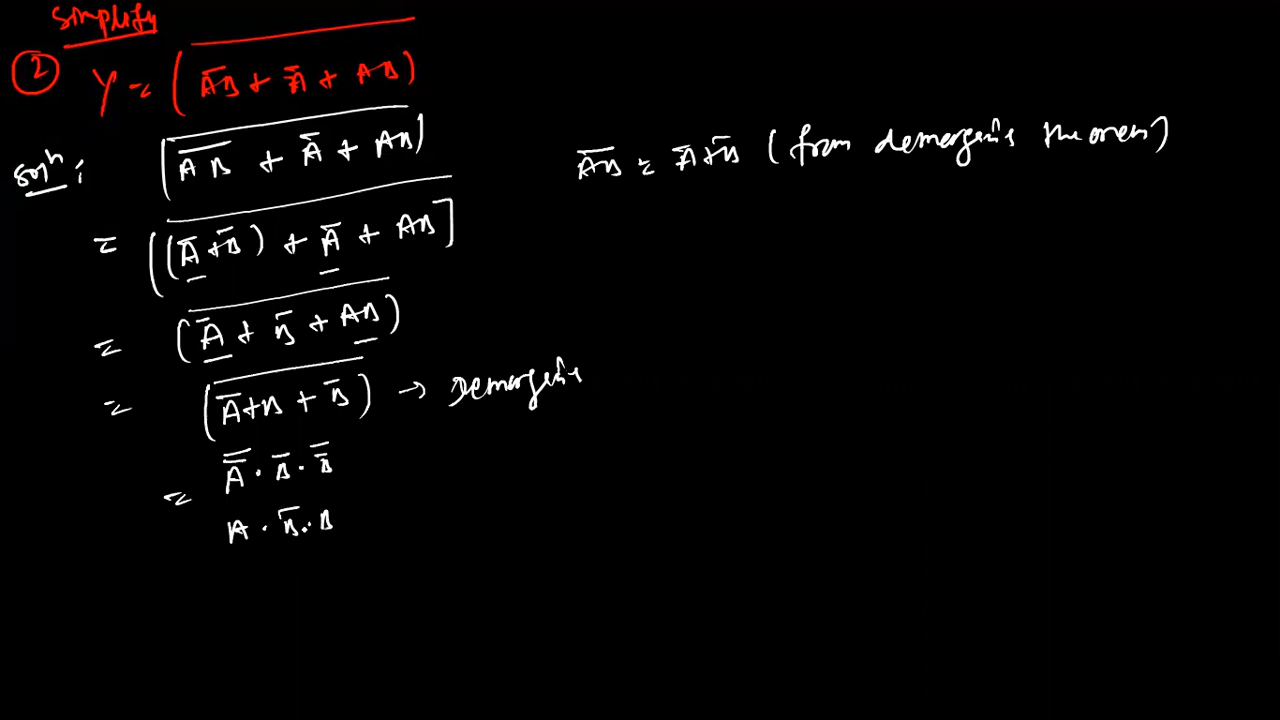 Simplify
② Y = (A̅B̅ + A̅ + AB)‾
Solⁿ: [A̅B̅ + A̅ + AB]‾
A̅B̅ = A̅+B̅ (from demorgan's theorem)
= [(A̅+B̅) + A̅ + AB]‾
= (A̅ + B̅ + AB)‾
= (A̅+B + B̅)‾ → Demorgan's
= A̿ · B̅ · B̿
A · B̅ · B